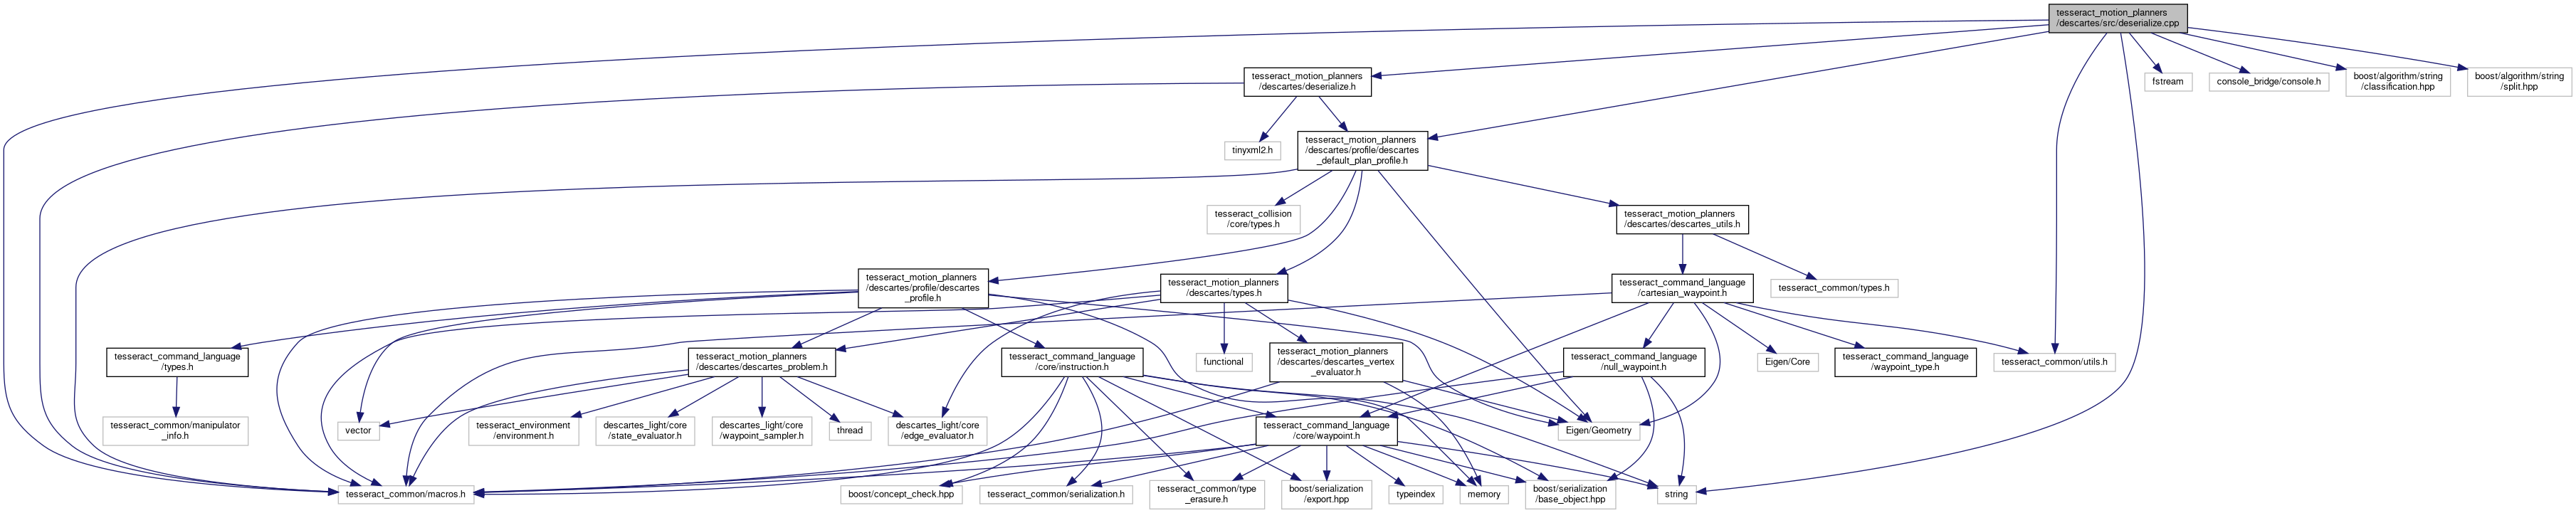 tesseract_motion_planners
/descartes/src/deserialize.cpp
tesseract_motion_planners
/descartes/deserialize.h
fstream
console_bridge/console.h
boost/algorithm/string
/classification.hpp
boost/algorithm/string
/split.hpp
tinyxml2.h
tesseract_motion_planners
/descartes/profile/descartes
_default_plan_profile.h
tesseract_collision
/core/types.h
tesseract_motion_planners
/descartes/descartes_utils.h
tesseract_motion_planners
/descartes/profile/descartes
_profile.h
tesseract_motion_planners
/descartes/types.h
tesseract_command_language
/cartesian_waypoint.h
tesseract_common/types.h
tesseract_command_language
/types.h
tesseract_motion_planners
/descartes/descartes_problem.h
tesseract_command_language
/core/instruction.h
functional
tesseract_motion_planners
/descartes/descartes_vertex
_evaluator.h
tesseract_command_language
/null_waypoint.h
Eigen/Core
tesseract_command_language
/waypoint_type.h
tesseract_common/utils.h
tesseract_common/manipulator
_info.h
vector
tesseract_environment
/environment.h
descartes_light/core
/state_evaluator.h
descartes_light/core
/waypoint_sampler.h
thread
descartes_light/core
/edge_evaluator.h
tesseract_command_language
/core/waypoint.h
Eigen/Geometry
tesseract_common/macros.h
boost/concept_check.hpp
tesseract_common/serialization.h
tesseract_common/type
_erasure.h
boost/serialization
/export.hpp
typeindex
memory
boost/serialization
/base_object.hpp
string